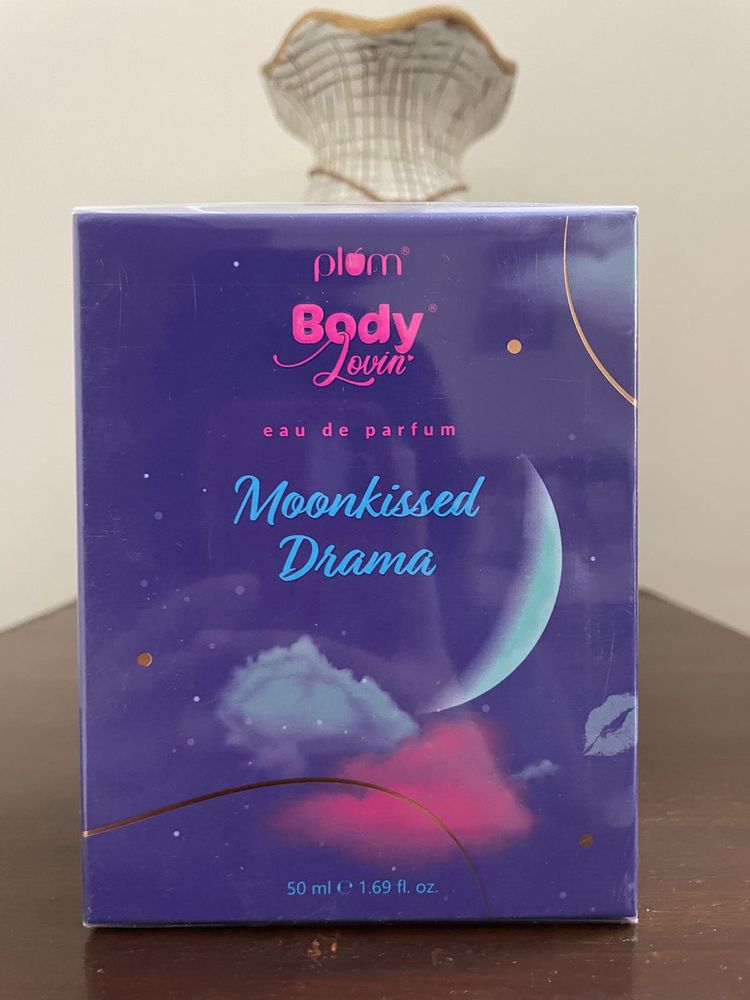 plum®
Body®
Lovin'
eau de parfum
Moonkissed
Drama
50 ml ℮ 1.69 fl. oz.